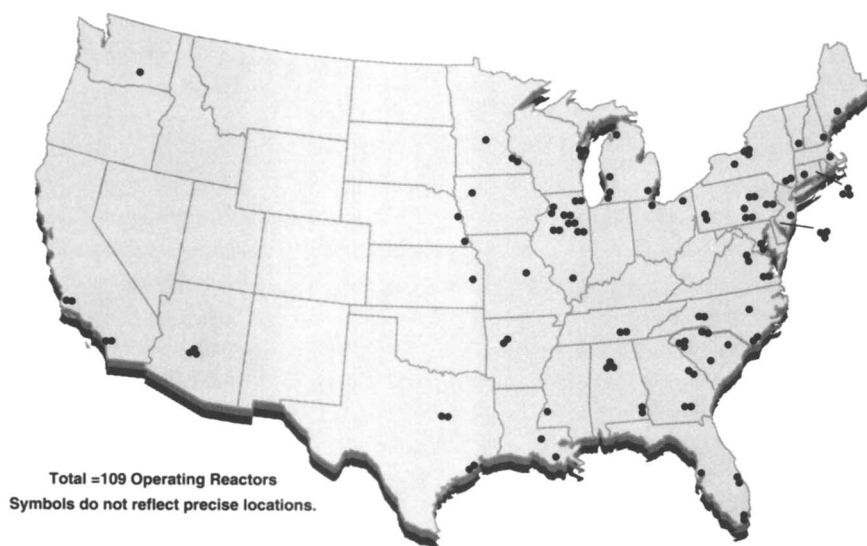 Total =109 Operating Reactors
Symbols do not reflect precise locations.